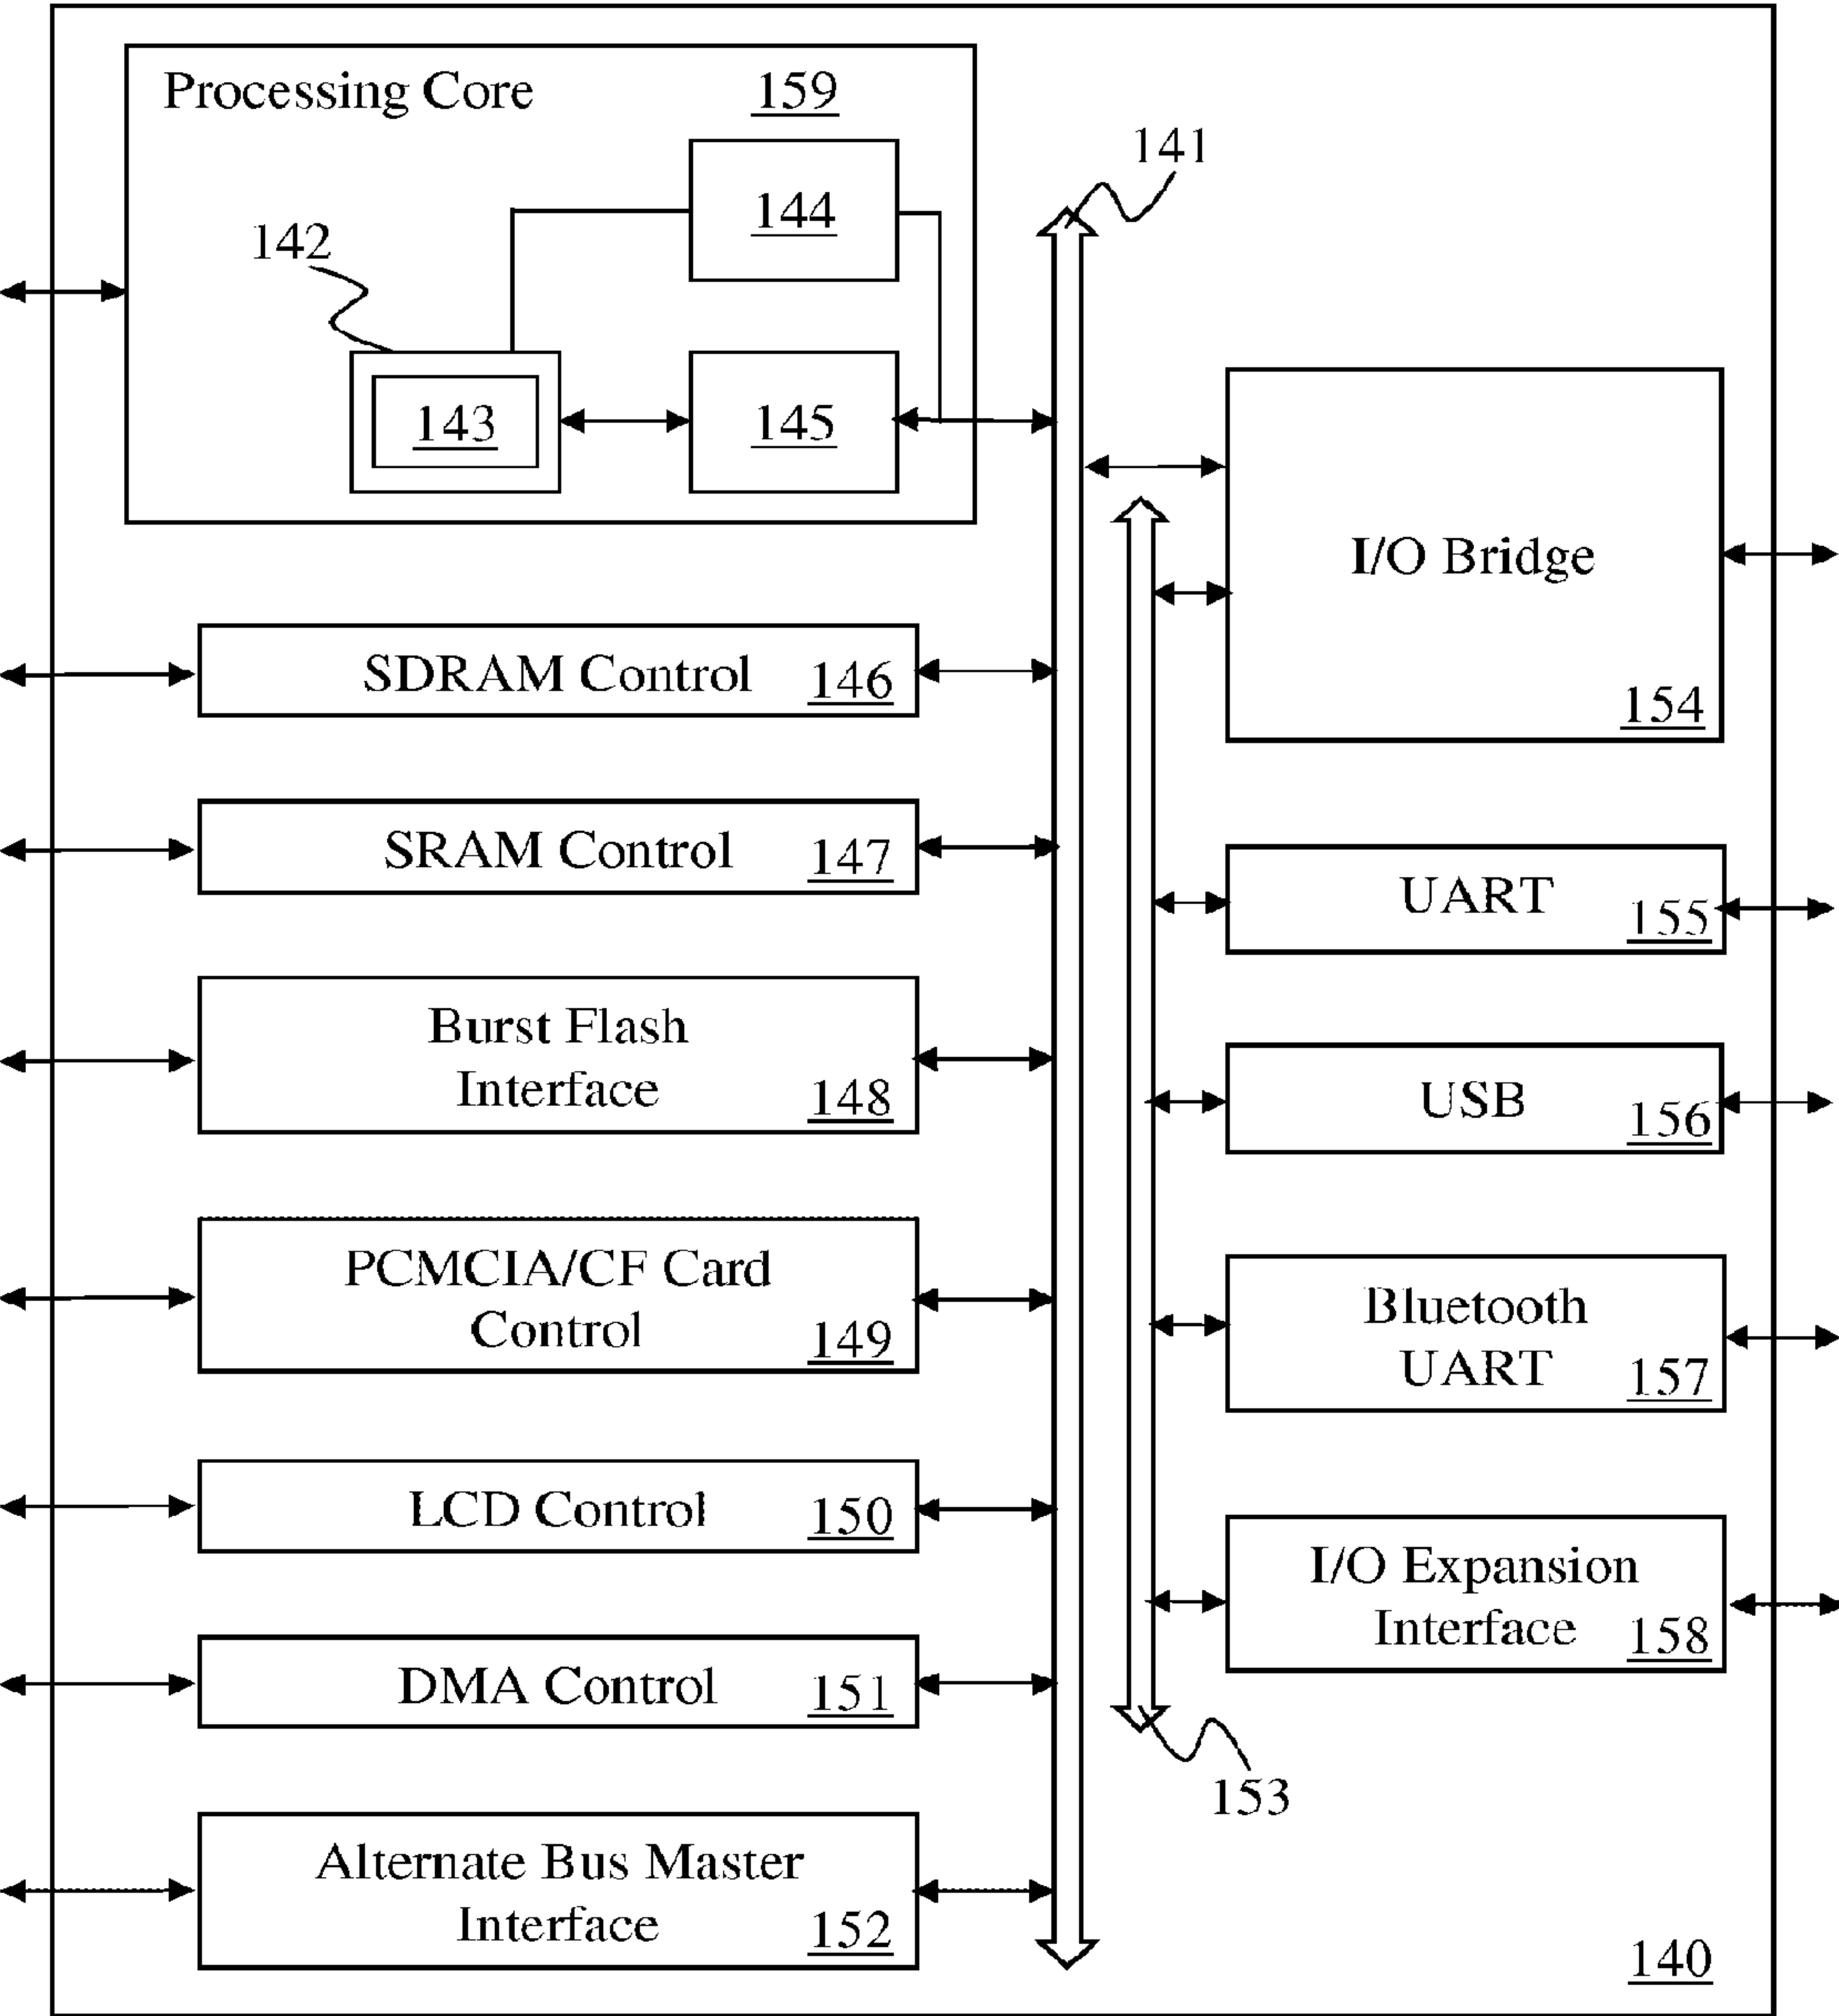 Processing Core
159
144
142
143
145
141
SDRAM Control
146
SRAM Control
147
Burst Flash
Interface
148
PCMCIA/CF Card
Control
149
LCD Control
150
DMA Control
151
Alternate Bus Master
Interface
152
I/O Bridge
154
UART
155
USB
156
Bluetooth
UART
157
I/O Expansion
Interface
158
153
140